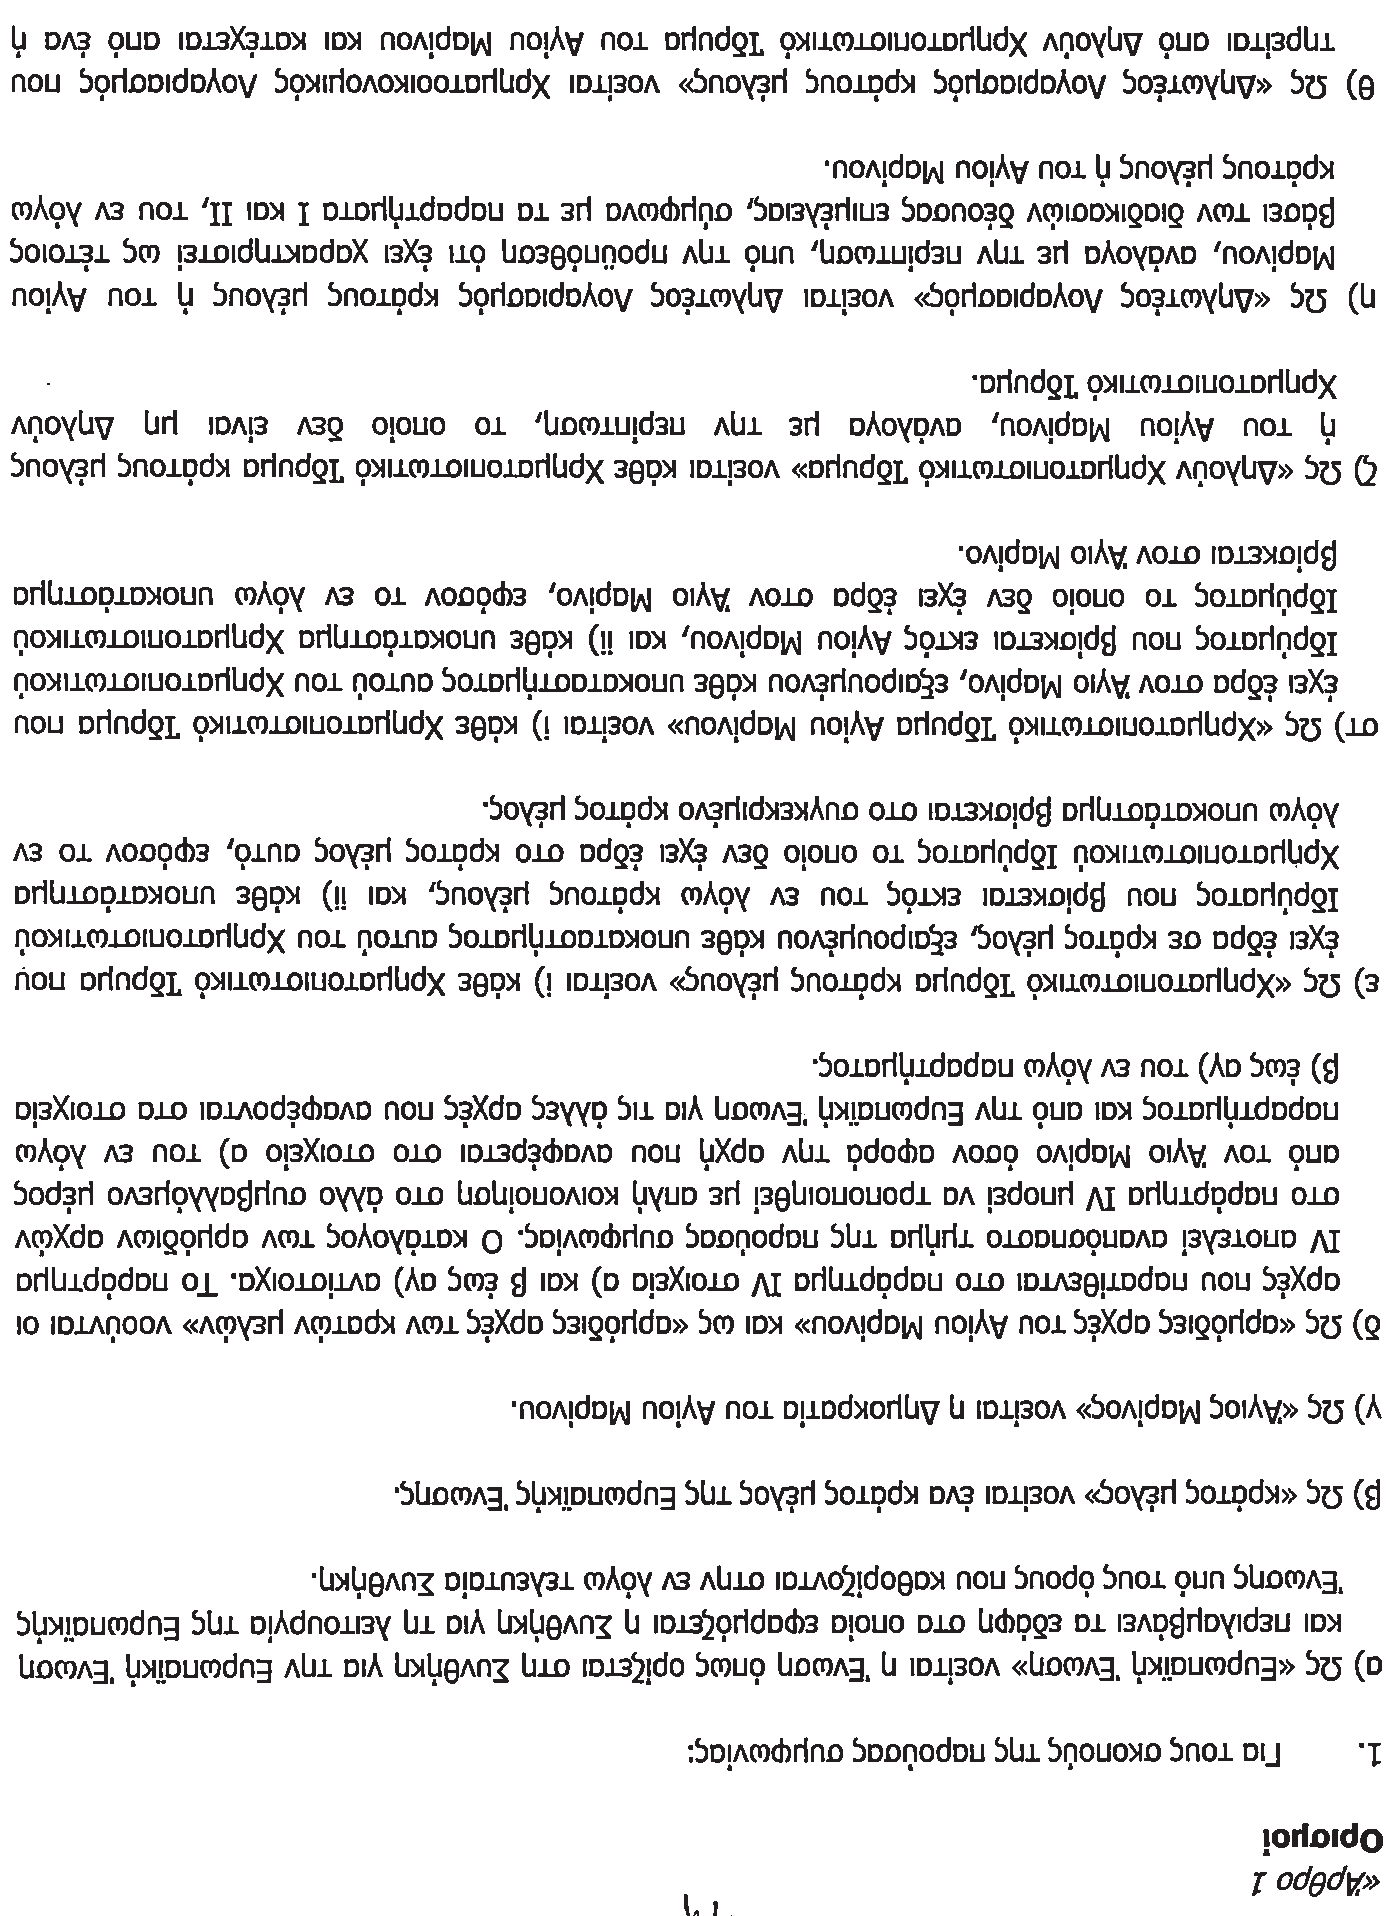 «Άρθρο 1
Ορισμοί
1. Για τους σκοπούς της παρούσας συμφωνίας:
α) Ως «Ευρωπαϊκή Ένωση» νοείται η Ένωση όπως ορίζεται στη Συνθήκη για την Ευρωπαϊκή Ένωση
και περιλαμβάνει τα εδάφη στα οποία εφαρμόζεται η Συνθήκη για τη λειτουργία της Ευρωπαϊκής
Ένωσης υπό τους όρους που καθορίζονται στην εν λόγω τελευταία Συνθήκη.
β) Ως «κράτος μέλος» νοείται ένα κράτος μέλος της Ευρωπαϊκής Ένωσης.
γ) Ως «Άγιος Μαρίνος» νοείται η Δημοκρατία του Αγίου Μαρίνου.
δ) Ως «αρμόδιες αρχές του Αγίου Μαρίνου» και ως «αρμόδιες αρχές των κρατών μελών» νοούνται οι
αρχές που παρατίθενται στο παράρτημα IV στοιχεία α) και β έως αγ) αντίστοιχα. Το παράρτημα
IV αποτελεί αναπόσπαστο τμήμα της παρούσας συμφωνίας. Ο κατάλογος των αρμόδιων αρχών
στο παράρτημα IV μπορεί να τροποποιηθεί με απλή κοινοποίηση στο άλλο συμβαλλόμενο μέρος
από τον Άγιο Μαρίνο όσον αφορά την αρχή που αναφέρεται στο στοιχείο α) του εν λόγω
παραρτήματος και από την Ευρωπαϊκή Ένωση για τις άλλες αρχές που αναφέρονται στα στοιχεία
β) έως αγ) του εν λόγω παραρτήματος.
ε) Ως «Χρηματοπιστωτικό Ίδρυμα κράτους μέλους» νοείται i) κάθε Χρηματοπιστωτικό Ίδρυμα που
έχει έδρα σε κράτος μέλος, εξαιρουμένου κάθε υποκαταστήματος αυτού του Χρηματοπιστωτικού
Ιδρύματος που βρίσκεται εκτός του εν λόγω κράτους μέλους, και ii) κάθε υποκατάστημα
Χρηματοπιστωτικού Ιδρύματος το οποίο δεν έχει έδρα στο κράτος μέλος αυτό, εφόσον το εν
λόγω υποκατάστημα βρίσκεται στο συγκεκριμένο κράτος μέλος.
στ) Ως «Χρηματοπιστωτικό Ίδρυμα Αγίου Μαρίνου» νοείται i) κάθε Χρηματοπιστωτικό Ίδρυμα που
έχει έδρα στον Άγιο Μαρίνο, εξαιρουμένου κάθε υποκαταστήματος αυτού του Χρηματοπιστωτικού
Ιδρύματος που βρίσκεται εκτός Αγίου Μαρίνου, και ii) κάθε υποκατάστημα Χρηματοπιστωτικού
Ιδρύματος το οποίο δεν έχει έδρα στον Άγιο Μαρίνο, εφόσον το εν λόγω υποκατάστημα
βρίσκεται στον Άγιο Μαρίνο.
ζ) Ως «Δηλούν Χρηματοπιστωτικό Ίδρυμα» νοείται κάθε Χρηματοπιστωτικό Ίδρυμα κράτους μέλους
ή του Αγίου Μαρίνου, ανάλογα με την περίπτωση, το οποίο δεν είναι μη Δηλούν
Χρηματοπιστωτικό Ίδρυμα.
η) Ως «Δηλωτέος Λογαριασμός» νοείται Δηλωτέος Λογαριασμός κράτους μέλους ή του Αγίου
Μαρίνου, ανάλογα με την περίπτωση, υπό την προϋπόθεση ότι έχει χαρακτηριστεί ως τέτοιος
βάσει των διαδικασιών δέουσας επιμέλειας, σύμφωνα με τα παραρτήματα I και II, του εν λόγω
κράτους μέλους ή του Αγίου Μαρίνου.
θ) Ως «Δηλωτέος Λογαριασμός κράτους μέλους» νοείται Χρηματοοικονομικός Λογαριασμός που
τηρείται από Δηλούν Χρηματοπιστωτικό Ίδρυμα του Αγίου Μαρίνου και κατέχεται από ένα ή